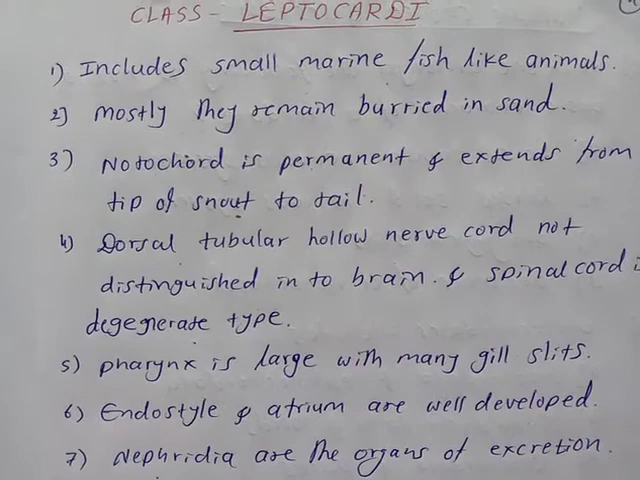 CLASS - LEPTOCARDI
1) Includes small marine fish like animals.
2) Mostly They remain burried in sand.
3) Notochord is permanent & extends from
tip of snout to tail.
4) Dorsal tubular hollow nerve cord not
distinguished in to brain. & spinal cord
degenerate type.
5) Pharynx is large with many gill slits.
6) Endostyle & atrium are well developed.
7) Nephridia are The organs of excretion.